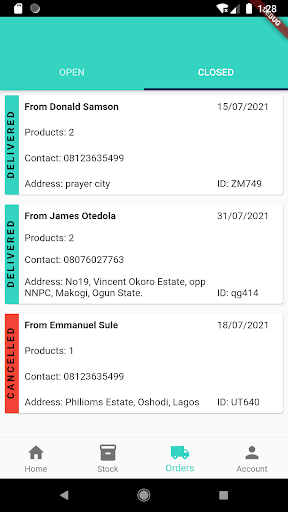 1:28
DEBUG
OPEN CLOSED
DELIVERED
From Donald Samson 15/07/2021
Products: 2
Contact: 08123635499
Address: prayer city ID: ZM749
DELIVERED
From James Otedola 31/07/2021
Products: 2
Contact: 08076027763
Address: No19, Vincent Okoro Estate, opp
NNPC, Makogi, Ogun State. ID: qg414
CANCELLED
From Emmanuel Sule 18/07/2021
Products: 1
Contact: 08123635499
Address: Philioms Estate, Oshodi, Lagos ID: UT640
Home Stock Orders Account